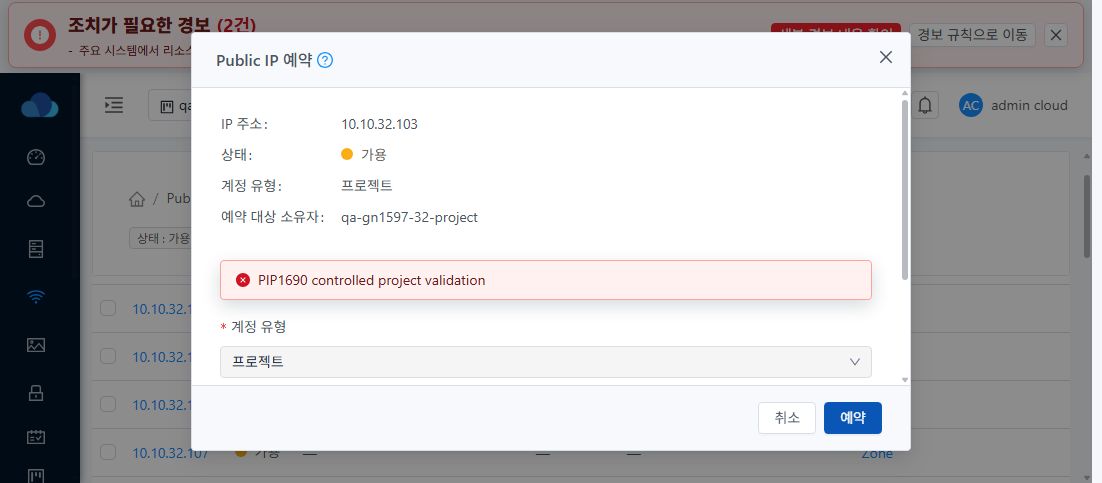 조치가 필요한 경보 (2건)
- 주요 시스템에서 리소스
경보 규칙으로 이동
Public IP 예약
admin cloud
AC
qa
IP 주소: 10.10.32.103
상태: 가용
계정 유형: 프로젝트
예약 대상 소유자: qa-gn1597-32-project
/ Pub
상태 : 가용
PIP1690 controlled project validation
10.10.32.1
* 계정 유형
10.10.32.1
프로젝트
10.10.32.1
취소
예약
10.10.32.107 가용 — — — Zone